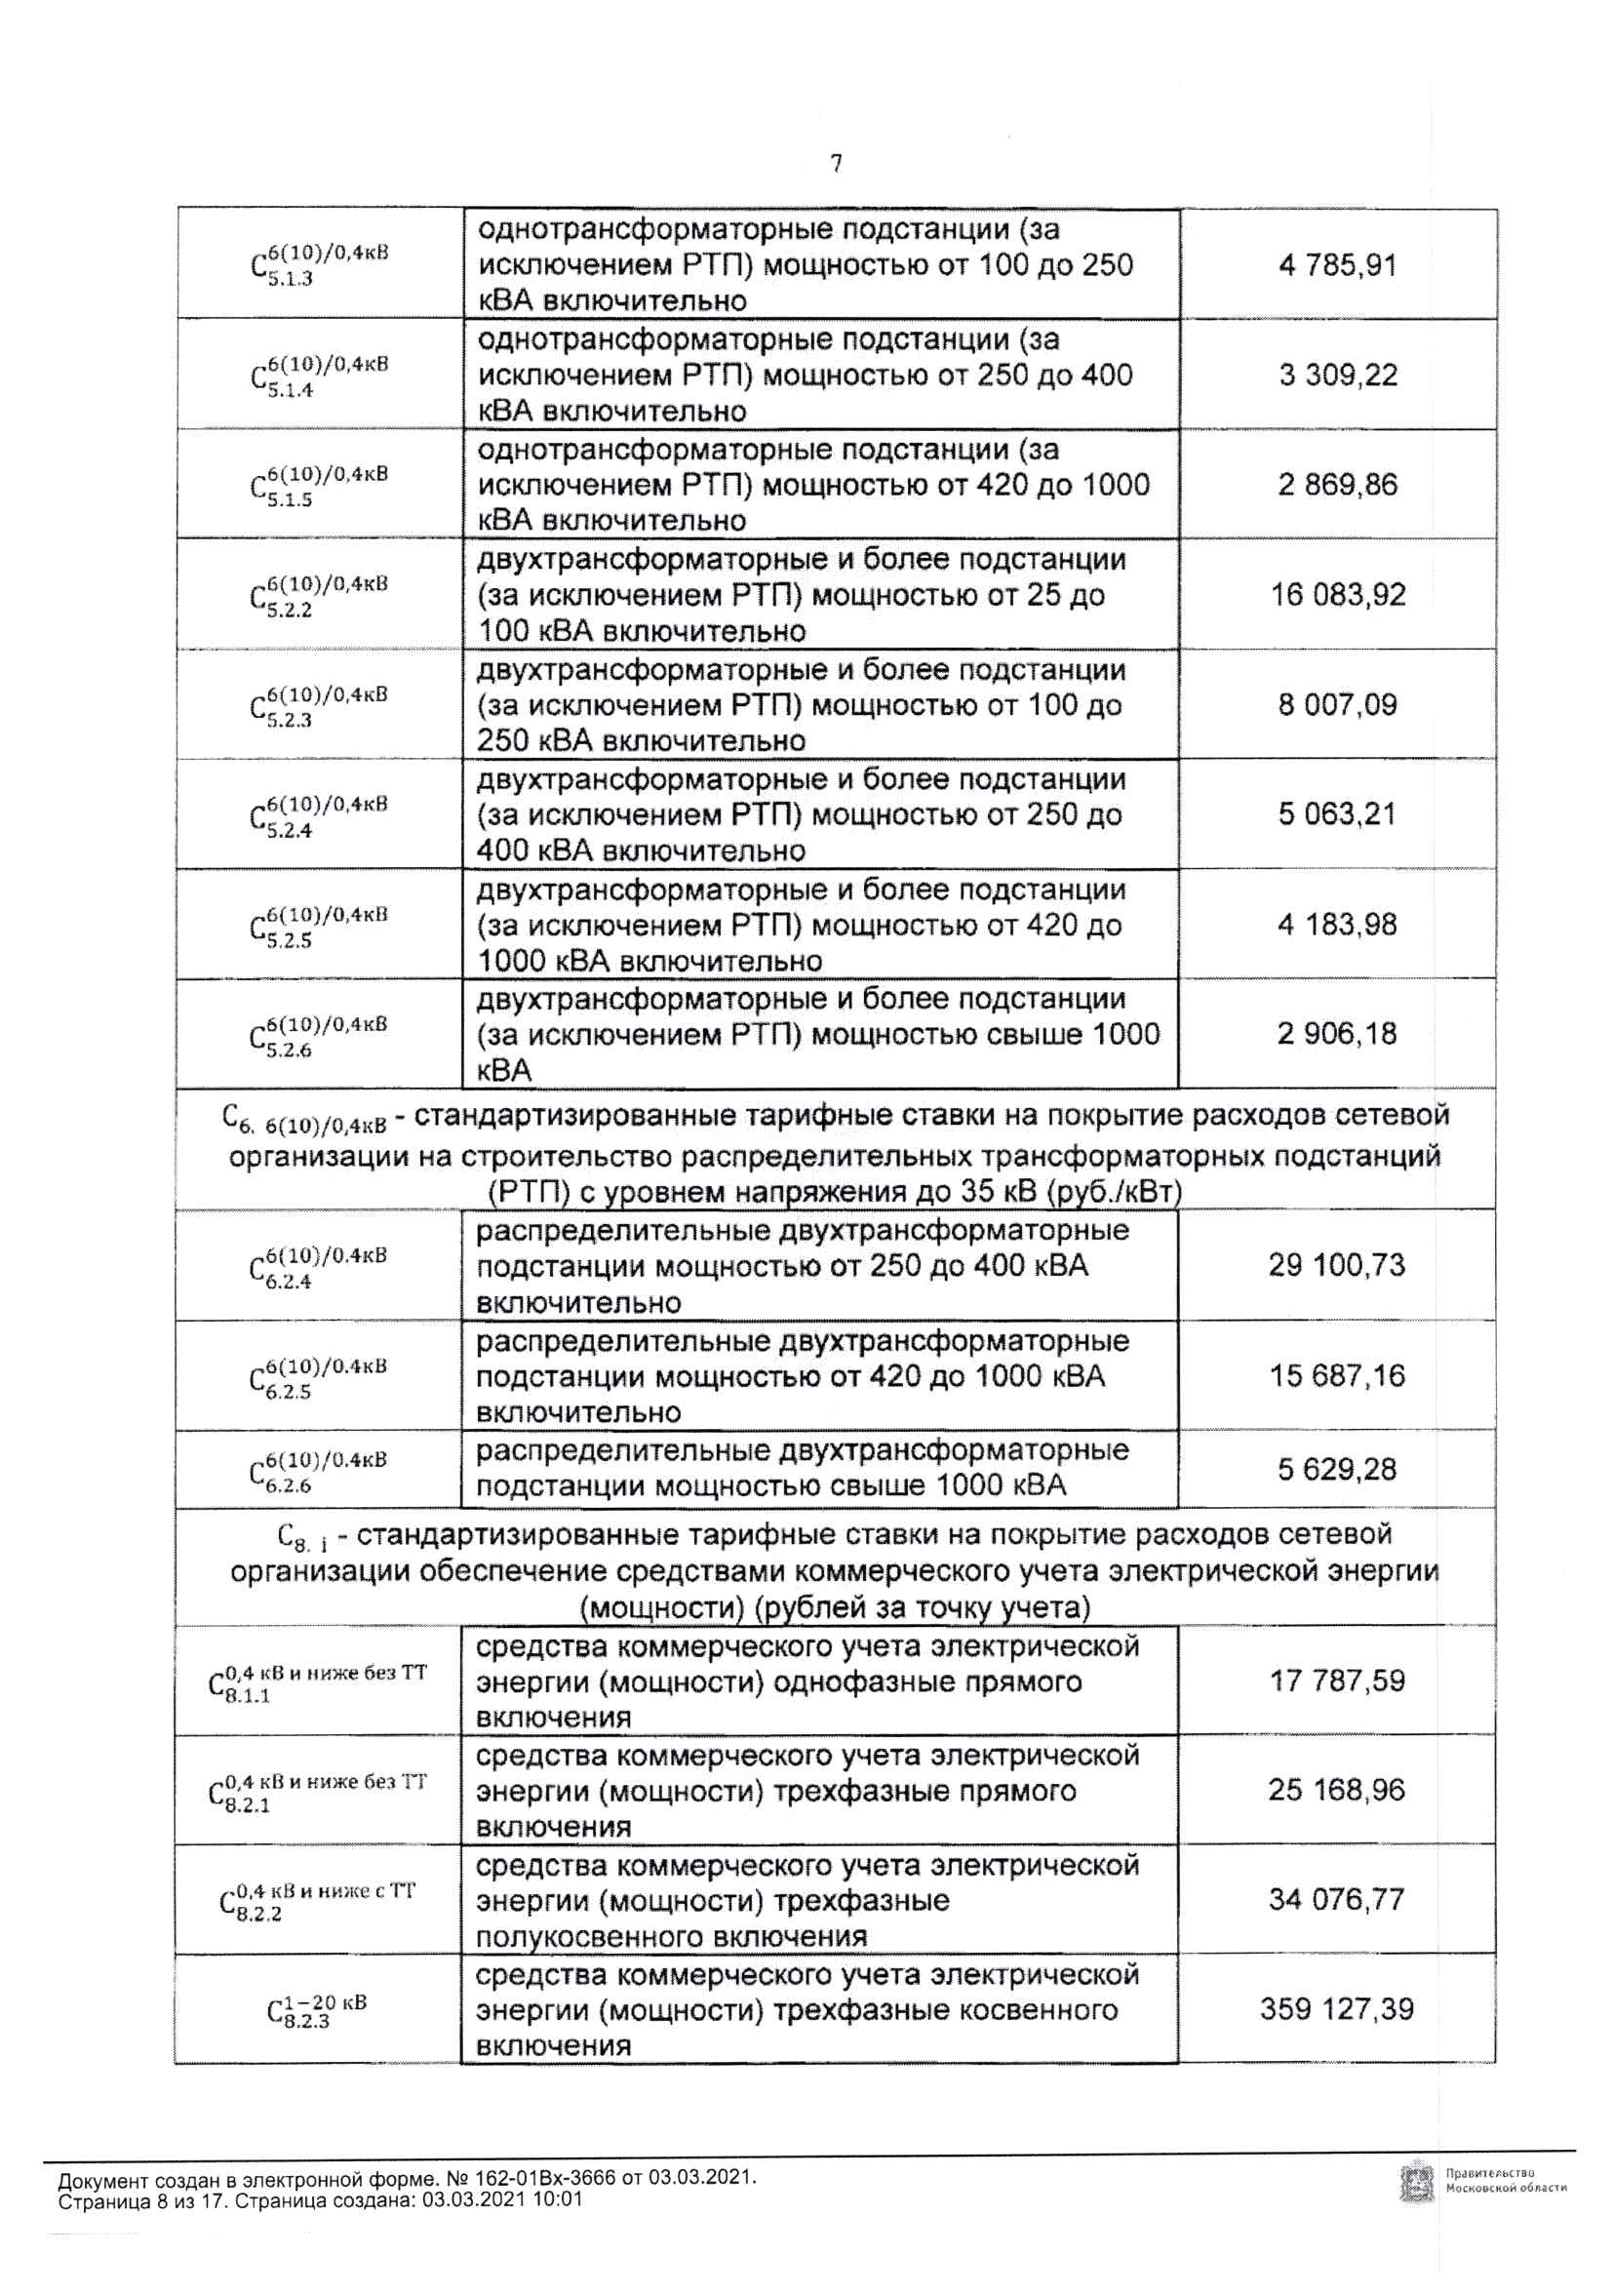 7
C 6(10)/0,4кВ 5.1.3
однотрансформаторные подстанции (за
исключением РТП) мощностью от 100 до 250
кВА включительно
4 785,91
C 6(10)/0,4кВ 5.1.4
однотрансформаторные подстанции (за
исключением РТП) мощностью от 250 до 400
кВА включительно
3 309,22
C 6(10)/0,4кВ 5.1.5
однотрансформаторные подстанции (за
исключением РТП) мощностью от 420 до 1000
кВА включительно
2 869,86
C 6(10)/0,4кВ 5.2.2
двухтрансформаторные и более подстанции
(за исключением РТП) мощностью от 25 до
100 кВА включительно
16 083,92
C 6(10)/0,4кВ 5.2.3
двухтрансформаторные и более подстанции
(за исключением РТП) мощностью от 100 до
250 кВА включительно
8 007,09
C 6(10)/0,4кВ 5.2.4
двухтрансформаторные и более подстанции
(за исключением РТП) мощностью от 250 до
400 кВА включительно
5 063,21
C 6(10)/0,4кВ 5.2.5
двухтрансформаторные и более подстанции
(за исключением РТП) мощностью от 420 до
1000 кВА включительно
4 183,98
C 6(10)/0,4кВ 5.2.6
двухтрансформаторные и более подстанции
(за исключением РТП) мощностью свыше 1000
кВА
2 906,18
C6. 6(10)/0,4кВ - стандартизированные тарифные ставки на покрытие расходов сетевой
организации на строительство распределительных трансформаторных подстанций
(РТП) с уровнем напряжения до 35 кВ (руб./кВт)
C 6(10)/0.4кВ 6.2.4
распределительные двухтрансформаторные
подстанции мощностью от 250 до 400 кВА
включительно
29 100,73
C 6(10)/0.4кВ 6.2.5
распределительные двухтрансформаторные
подстанции мощностью от 420 до 1000 кВА
включительно
15 687,16
C 6(10)/0.4кВ 6.2.6
распределительные двухтрансформаторные
подстанции мощностью свыше 1000 кВА
5 629,28
C8. i - стандартизированные тарифные ставки на покрытие расходов сетевой
организации обеспечение средствами коммерческого учета электрической энергии
(мощности) (рублей за точку учета)
C 0,4 кВ и ниже без ТТ 8.1.1
средства коммерческого учета электрической
энергии (мощности) однофазные прямого
включения
17 787,59
C 0,4 кВ и ниже без ТТ 8.2.1
средства коммерческого учета электрической
энергии (мощности) трехфазные прямого
включения
25 168,96
C 0,4 кВ и ниже с ТТ 8.2.2
средства коммерческого учета электрической
энергии (мощности) трехфазные
полукосвенного включения
34 076,77
C 1–20 кВ 8.2.3
средства коммерческого учета электрической
энергии (мощности) трехфазные косвенного
включения
359 127,39
Документ создан в электронной форме. № 162-01Вх-3666 от 03.03.2021.
Страница 8 из 17. Страница создана: 03.03.2021 10:01
Правительство
Московской области